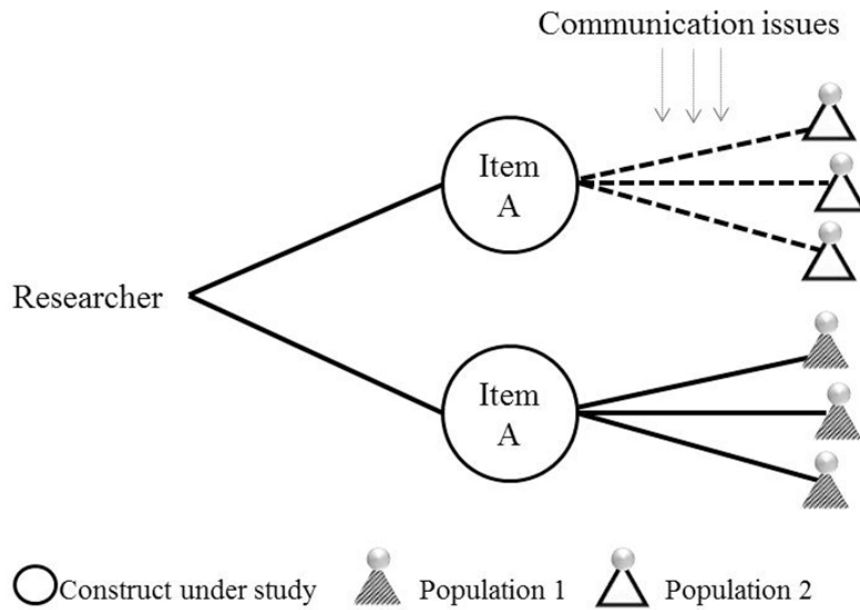 Communication issues
Item
A
Researcher
Item
A
Construct under study
Population 1
Population 2